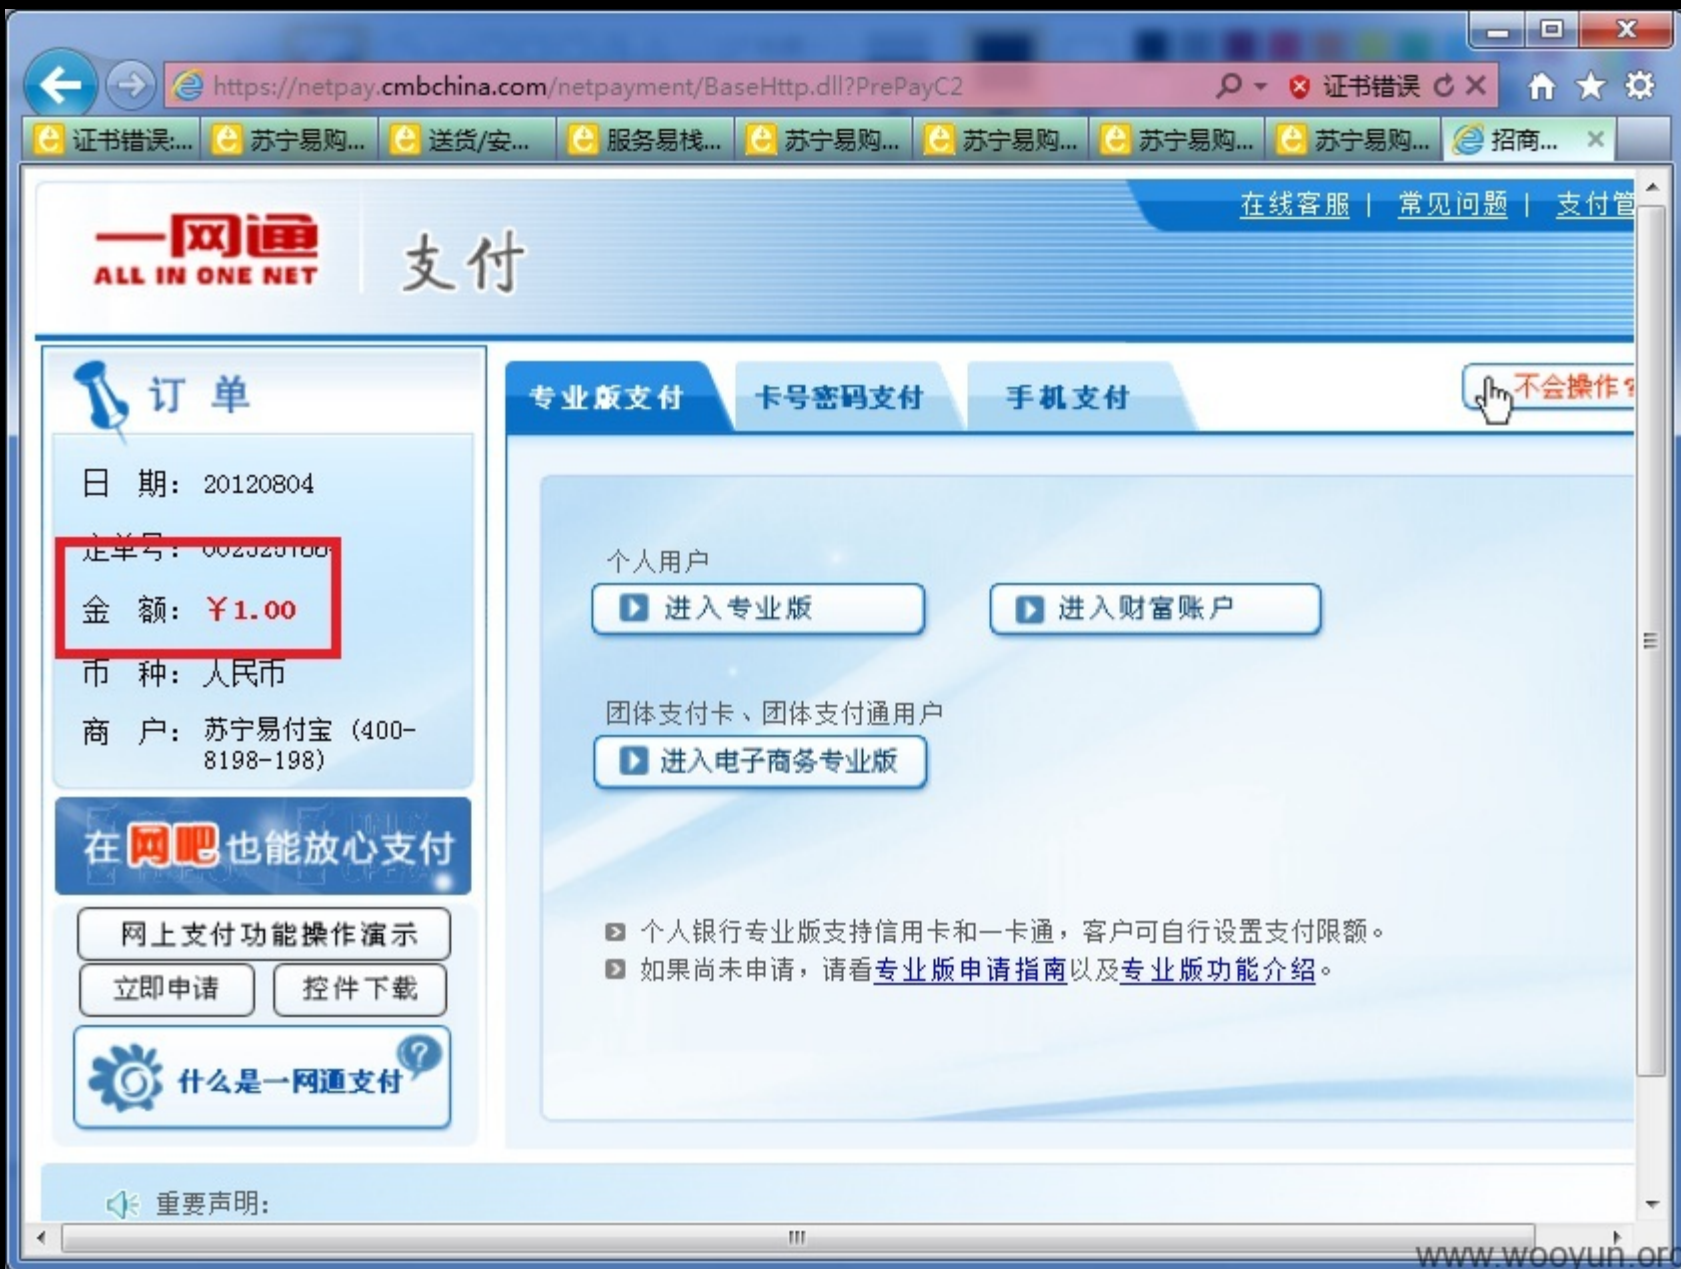 https://netpay.cmbchina.com/netpayment/BaseHttp.dll?PrePayC2
证书错误
证书错误:...
苏宁易购...
送货/安...
服务易栈...
苏宁易购...
苏宁易购...
苏宁易购...
苏宁易购...
招商...
在线客服 | 常见问题 | 支付管
一网通
ALL IN ONE NET
支付
订 单
专业版支付
卡号密码支付
手机支付
不会操作?
日 期: 20120804
定单号:
金 额: ¥1.00
币 种: 人民币
商 户: 苏宁易付宝 (400-
8198-198)
个人用户
进入专业版
进入财富账户
团体支付卡、团体支付通用户
进入电子商务专业版
在网吧也能放心支付
网上支付功能操作演示
立即申请
控件下载
什么是一网通支付
?
个人银行专业版支持信用卡和一卡通，客户可自行设置支付限额。
如果尚未申请，请看专业版申请指南以及专业版功能介绍。
重要声明:
www.wooyun.org